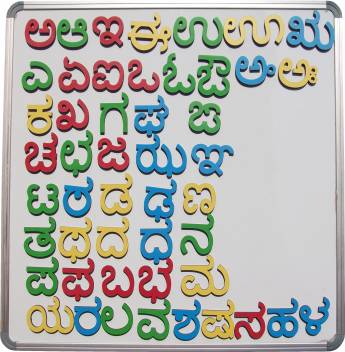 ಅ ಆ ಇ ಈ ಉ ಊ ಋ
ಎ ಏ ಐ ಒ ಓ ಔ ಅಂ ಅಃ
ಕ ಖ ಗ ಘ ಙ
ಚ ಛ ಜ ಝ ಞ
ಟ ಠ ಡ ಢ ಣ
ತ ಥ ದ ಧ ನ
ಪ ಫ ಬ ಭ ಮ
ಯ ರ ಲ ವ ಶ ಷ ಸ ಹ ಳ